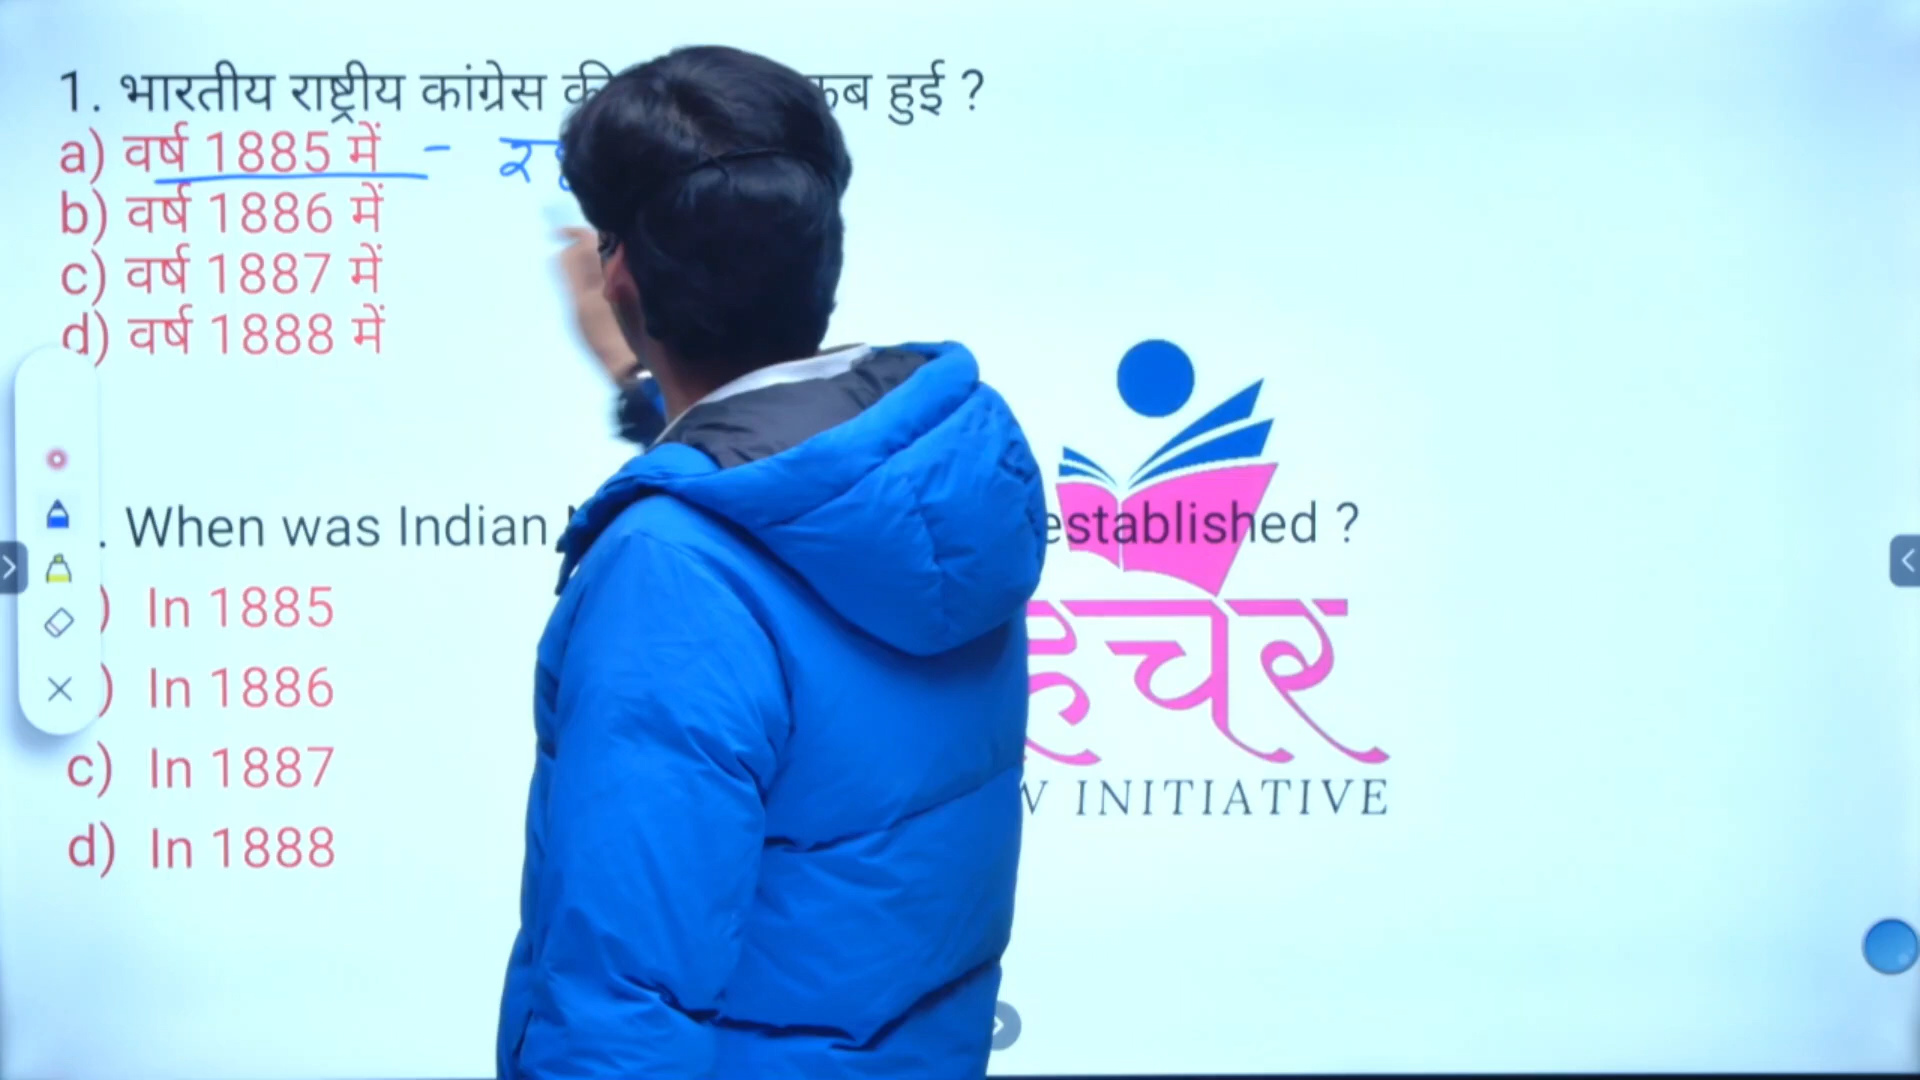 1. भारतीय राष्ट्रीय कांग्रेस की कब हुई ?
a) वर्ष 1885 में -
b) वर्ष 1886 में
c) वर्ष 1887 में
d) वर्ष 1888 में
. When was Indian established ?
) In 1885
) In 1886
c) In 1887
d) In 1888
हचर
W INITIATIVE